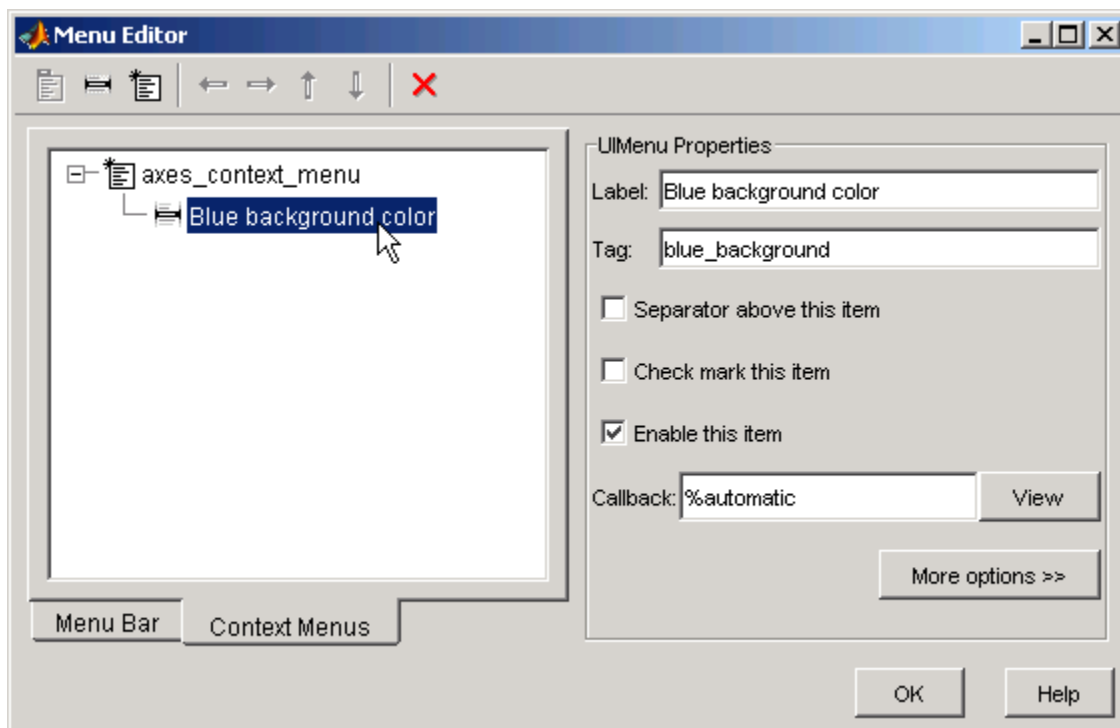 Menu Editor
axes_context_menu
Blue background color
Menu Bar
Context Menus
UIMenu Properties
Label: Blue background color
Tag: blue_background
Separator above this item
Check mark this item
Enable this item
Callback: %automatic View
More options >>
OK Help